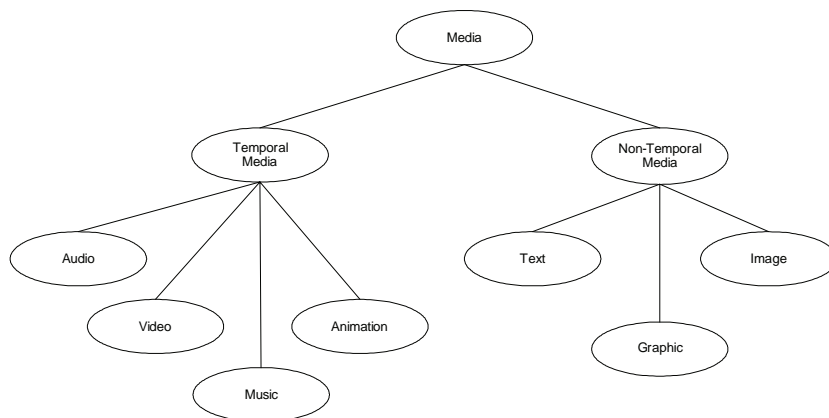 Media
Temporal
Media
Non-Temporal
Media
Audio
Text
Image
Video
Animation
Graphic
Music